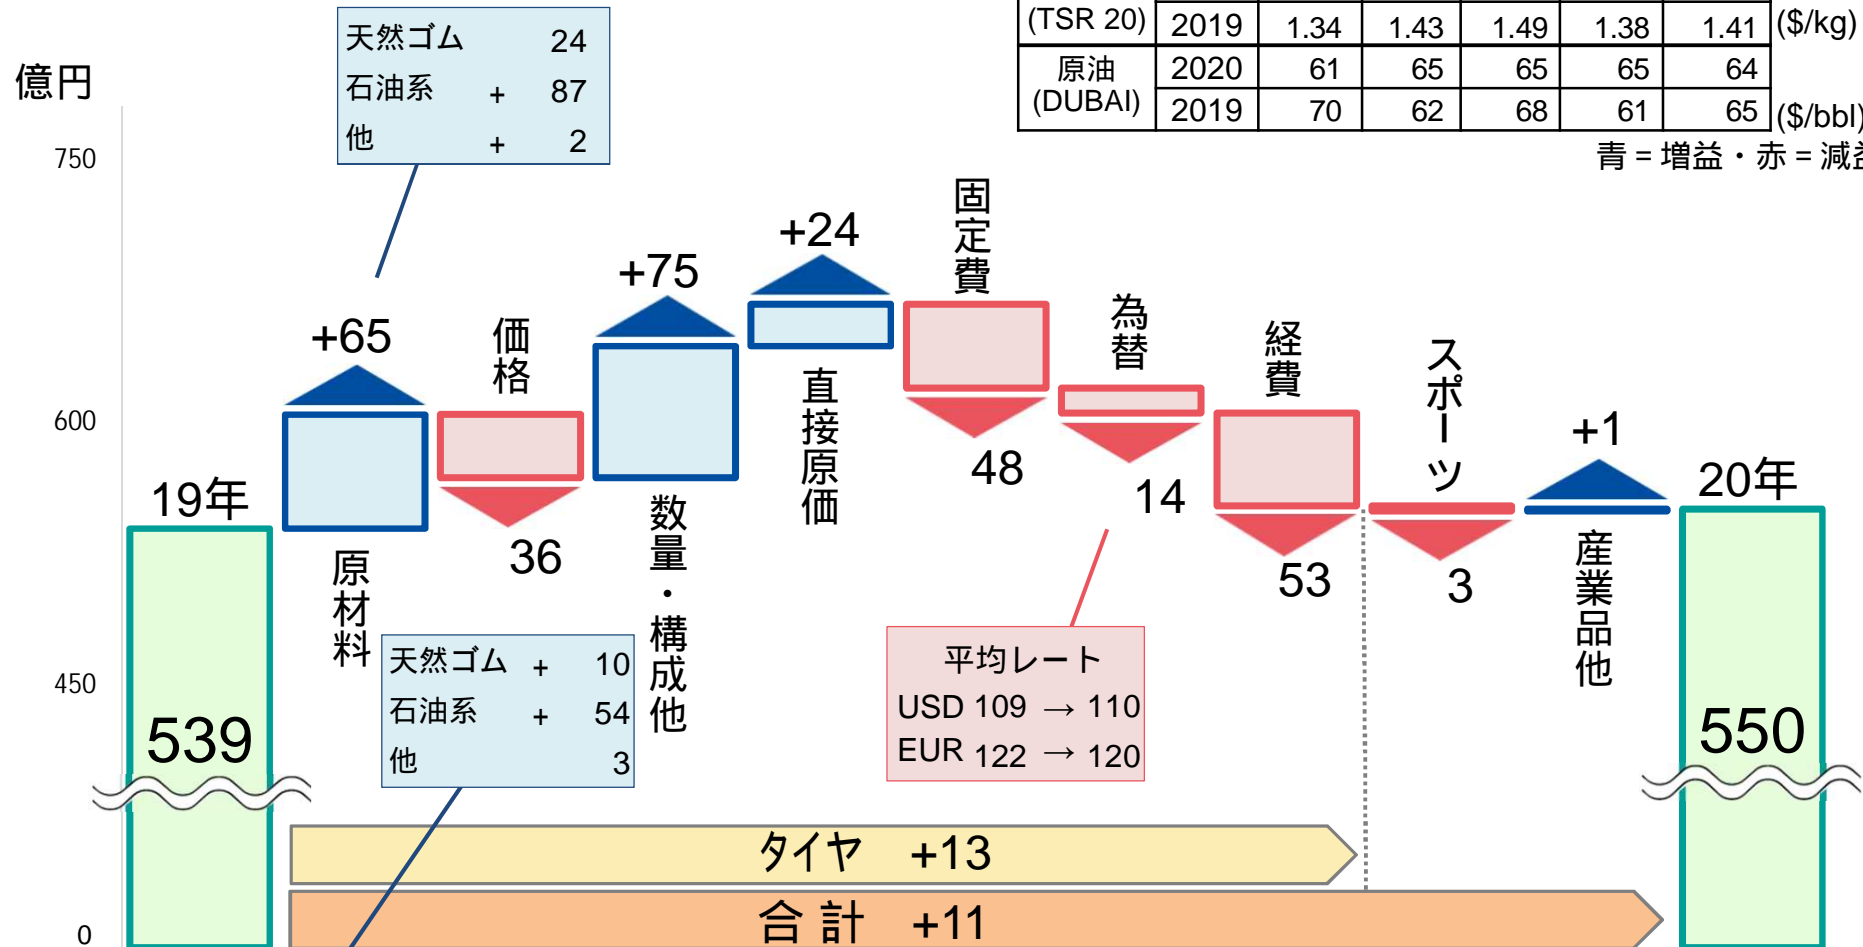 (TSR 20) 2019 1.34 1.43 1.49 1.38 1.41 ($/kg)
原油 (DUBAI) 2020 61 65 65 65 64
2019 70 62 68 61 65 ($/bbl)
青 = 増益・赤 = 減益
天然ゴム 24
石油系 + 87
他 + 2
億円
750
600
450
0
19年
539
+65
原材料
価格
36
+75
数量・構成他
+24
直接原価
固定費
48
為替
14
経費
53
スポーツ
3
+1
産業品他
20年
550
天然ゴム + 10
石油系 + 54
他 3
平均レート
USD 109 → 110
EUR 122 → 120
タイヤ +13
合 計 +11